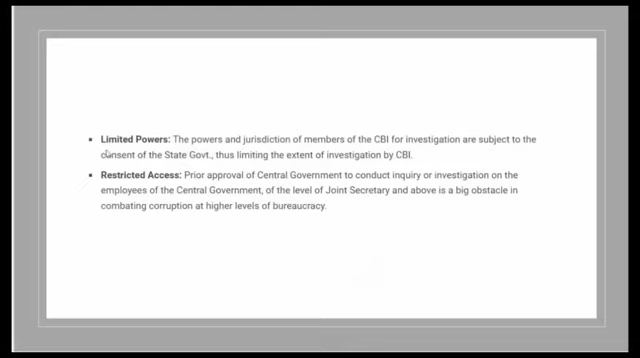 ▪ Limited Powers: The powers and jurisdiction of members of the CBI for investigation are subject to the
consent of the State Govt., thus limiting the extent of investigation by CBI.
▪ Restricted Access: Prior approval of Central Government to conduct inquiry or investigation on the
employees of the Central Government, of the level of Joint Secretary and above is a big obstacle in
combating corruption at higher levels of bureaucracy.